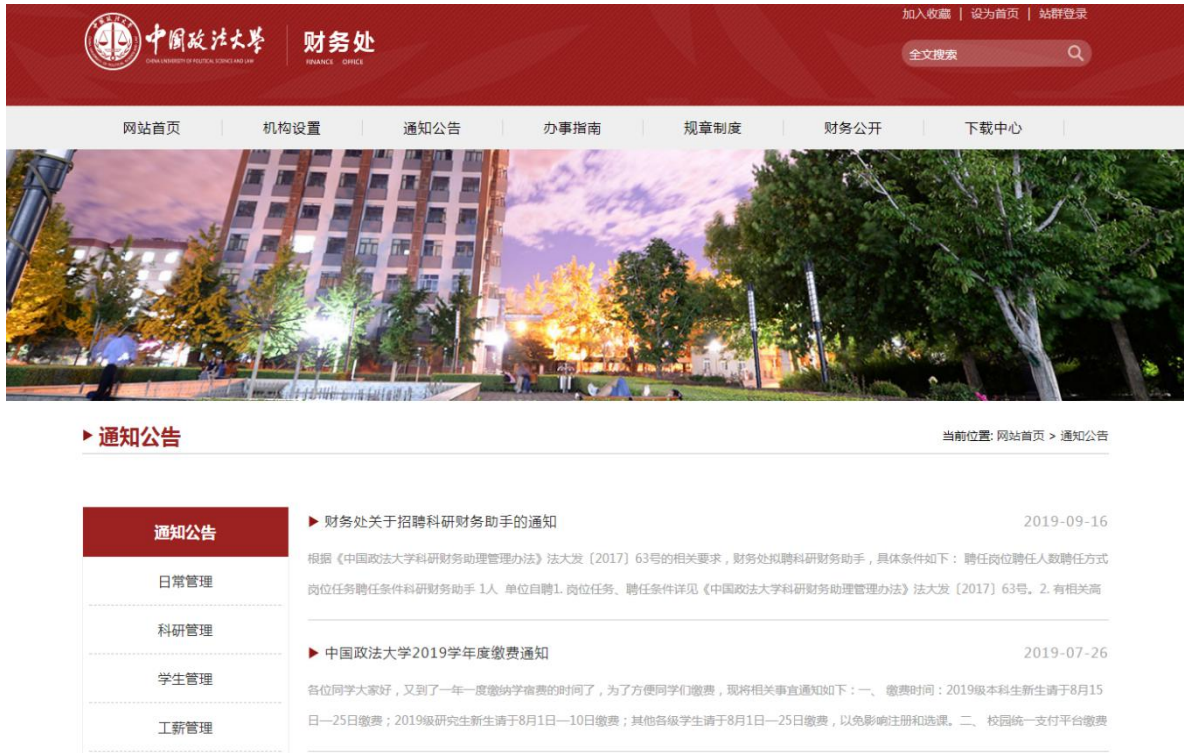 加入收藏 | 设为首页 | 站群登录
中国政法大学
CHINA UNIVERSITY OF POLITICAL SCIENCE AND LAW
财务处
FINANCE OFFICE
全文搜索
网站首页 机构设置 通知公告 办事指南 规章制度 财务公开 下载中心
通知公告
当前位置: 网站首页 > 通知公告
通知公告
日常管理
科研管理
学生管理
工薪管理
财务处关于招聘科研财务助手的通知 2019-09-16
根据《中国政法大学科研财务助理管理办法》法大发〔2017〕63号的相关要求，财务处拟聘科研财务助手，具体条件如下： 聘任岗位聘任人数聘任方式
岗位任务聘任条件科研财务助手 1人 单位自聘1. 岗位任务、聘任条件详见《中国政法大学科研财务助理管理办法》法大发〔2017〕63号。2. 有相关高
中国政法大学2019学年度缴费通知 2019-07-26
各位同学大家好，又到了一年一度缴纳学宿费的时间了，为了方便同学们缴费，现将相关事宜通知如下：一、 缴费时间：2019级本科生新生请于8月15
日—25日缴费；2019级研究生新生请于8月1日—10日缴费；其他各级学生请于8月1日—25日缴费，以免影响注册和选课。二、 校园统一支付平台缴费